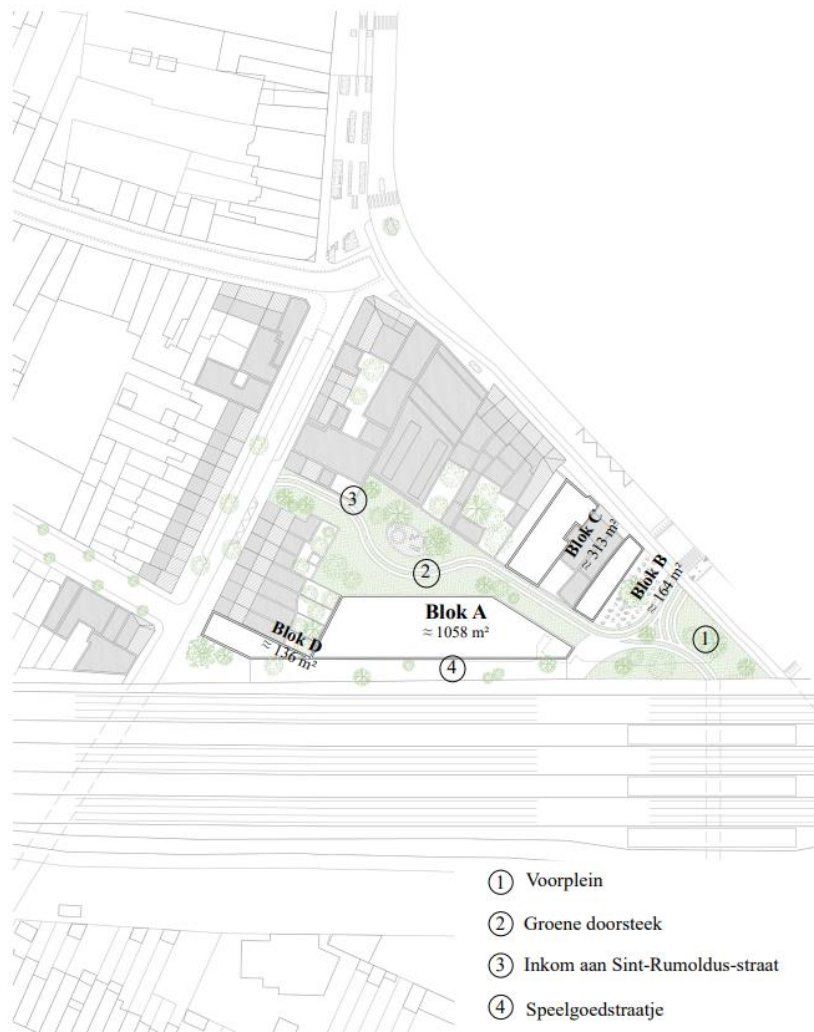 Blok C
≈ 313 m²
Blok B
≈ 164 m²
3
2
Blok A
≈ 1058 m²
Blok D
≈ 136 m²
1
4
1 Voorplein
2 Groene doorsteek
3 Inkom aan Sint-Rumoldus-straat
4 Speelgoedstraatje